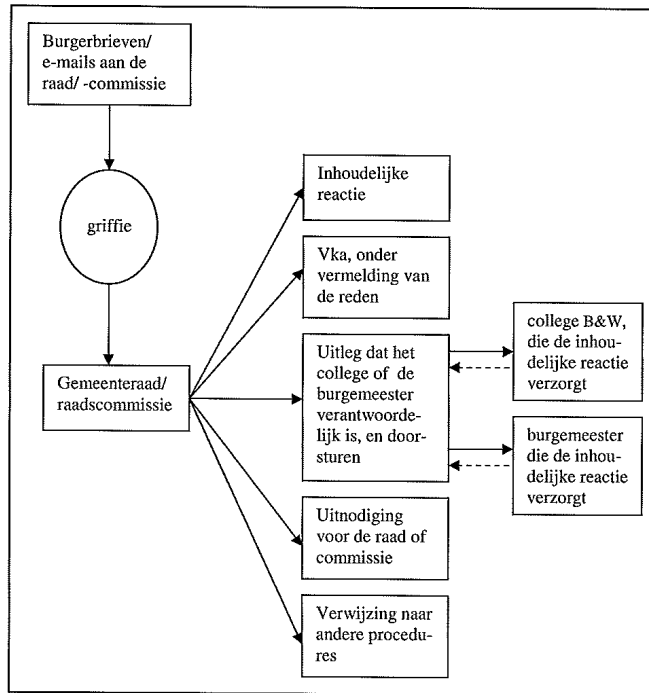 Burgerbrieven/
e-mails aan de
raad/ -commissie
griffie
Gemeenteraad/
raadscommissie
Inhoudelijke
reactie
Vka, onder
vermelding van
de reden
Uitleg dat het
college of de
burgemeester
verantwoorde-
lijk is, en door-
sturen
college B&W,
die de inhou-
delijke reactie
verzorgt
burgemeester
die de inhou-
delijke reactie
verzorgt
Uitnodiging
voor de raad of
commissie
Verwijzing naar
andere procedu-
res